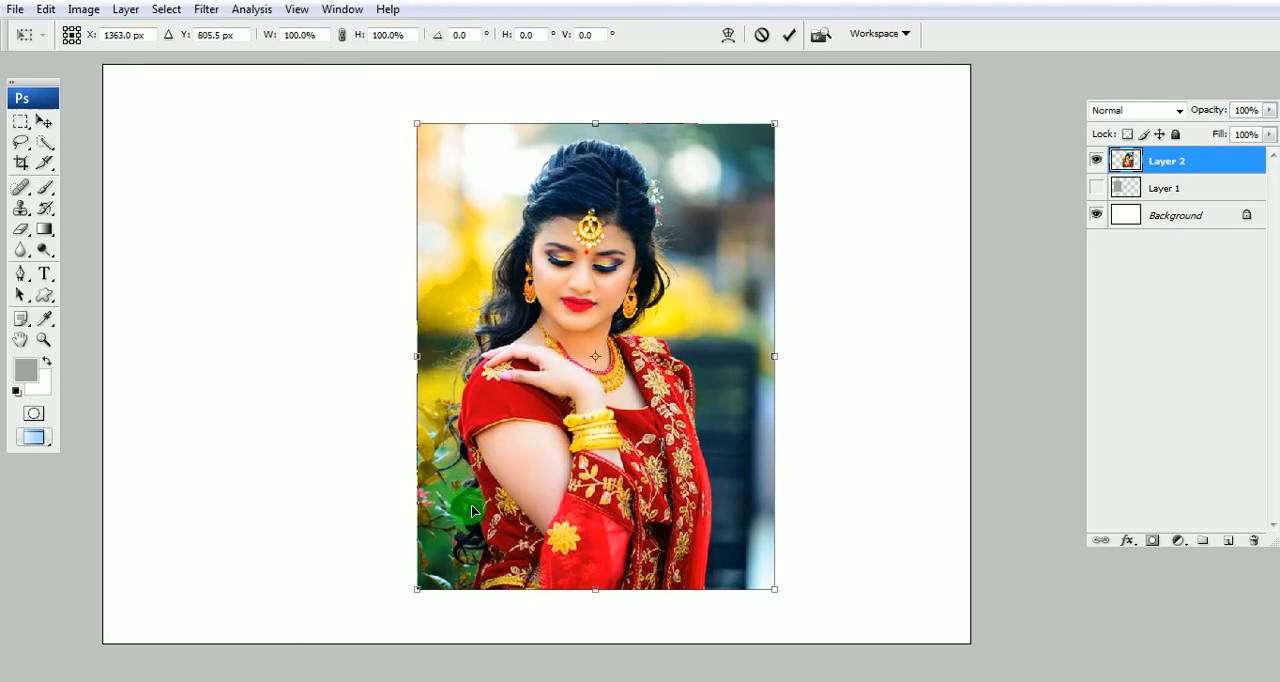 File Edit Image Layer Select Filter Analysis View Window Help
X: 1363.0 px Y: 805.5 px W: 100.0% H: 100.0% 0.0 ° H: 0.0 ° V: 0.0 ° Workspace
Ps
Normal Opacity: 100%
Lock: Fill: 100%
Layer 2
Layer 1
Background
T
fx